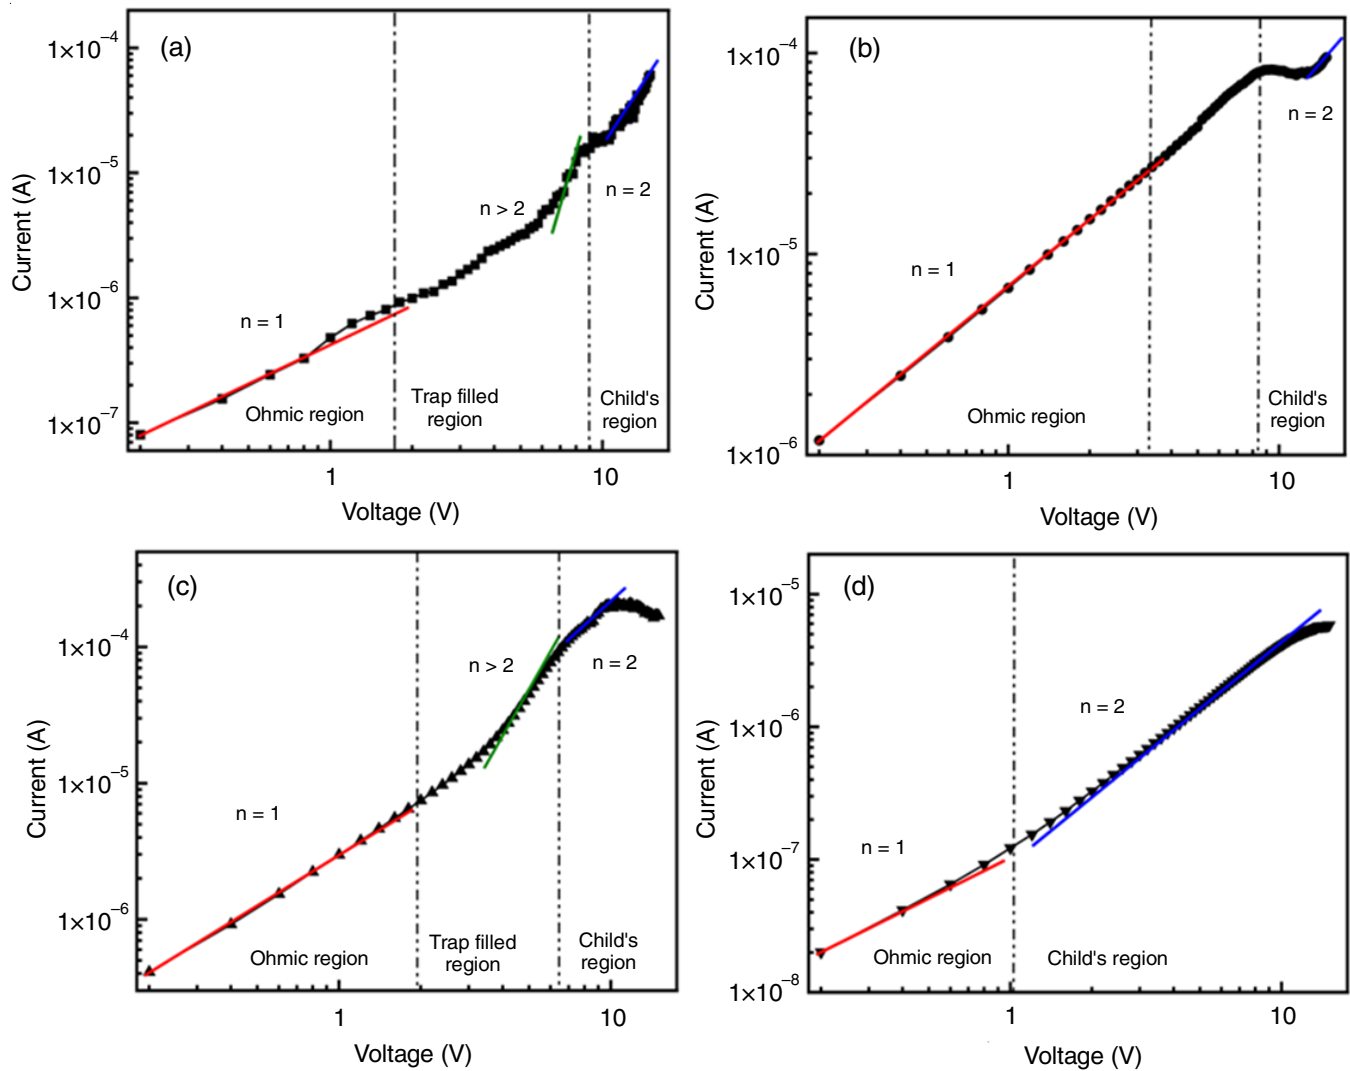 (a)
1×10⁻⁴
1×10⁻⁵
1×10⁻⁶
1×10⁻⁷
Current (A)
n = 1
n > 2
n = 2
Ohmic region
Trap filled
region
Child's
region
1
10
Voltage (V)
(b)
1×10⁻⁴
1×10⁻⁵
1×10⁻⁶
Current (A)
n = 1
n = 2
Ohmic region
Child's
region
1
10
Voltage (V)
(c)
1×10⁻⁴
1×10⁻⁵
1×10⁻⁶
Current (A)
n = 1
n > 2
n = 2
Ohmic region
Trap filled
region
Child's
region
1
10
Voltage (V)
(d)
1×10⁻⁵
1×10⁻⁶
1×10⁻⁷
1×10⁻⁸
Current (A)
n = 1
n = 2
Ohmic region
Child's region
1
10
Voltage (V)